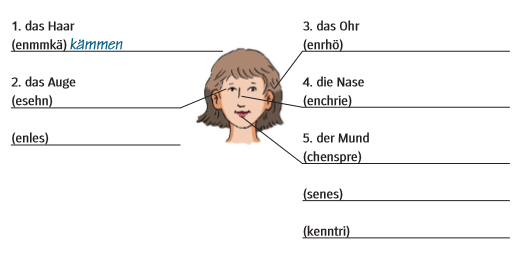 1. das Haar
(enmmkä) kämmen
2. das Auge
(esehn)
(enles)
3. das Ohr
(enrhö)
4. die Nase
(enchrie)
5. der Mund
(chenspre)
(senes)
(kenntri)